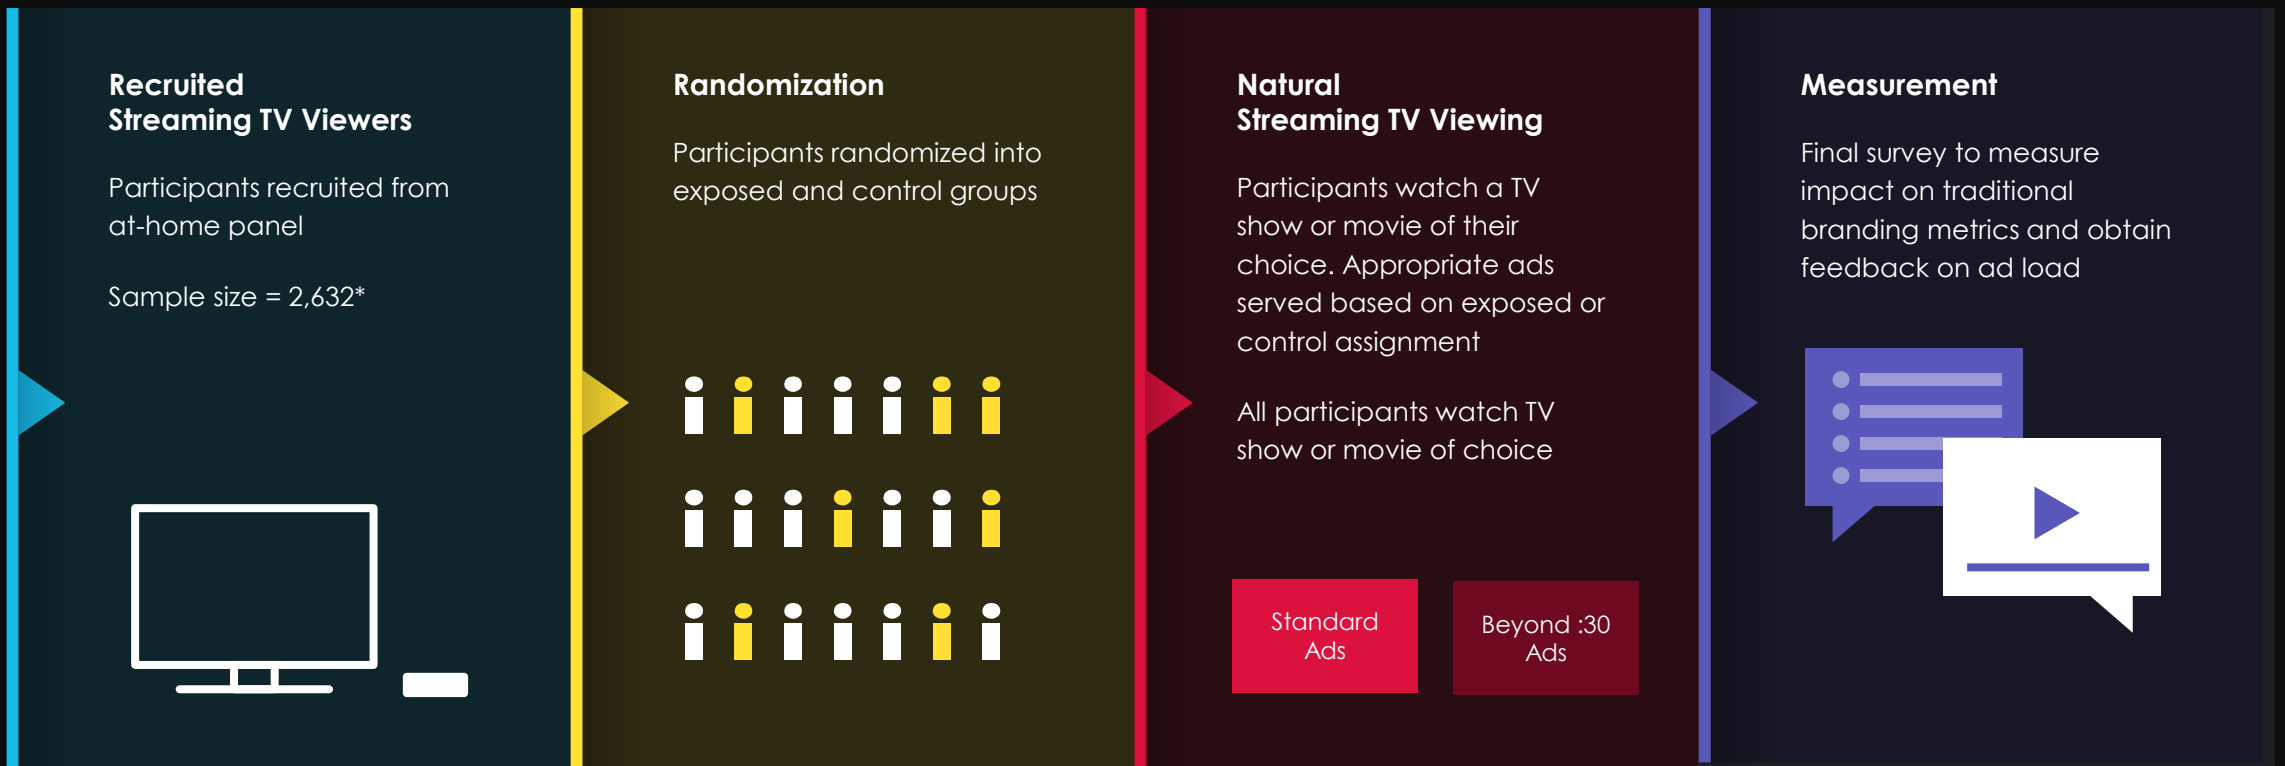 Recruited
Streaming TV Viewers
Participants recruited from
at-home panel
Sample size = 2,632*
Randomization
Participants randomized into
exposed and control groups
Natural
Streaming TV Viewing
Participants watch a TV
show or movie of their
choice. Appropriate ads
served based on exposed or
control assignment
All participants watch TV
show or movie of choice
Standard
Ads
Beyond :30
Ads
Measurement
Final survey to measure
impact on traditional
branding metrics and obtain
feedback on ad load